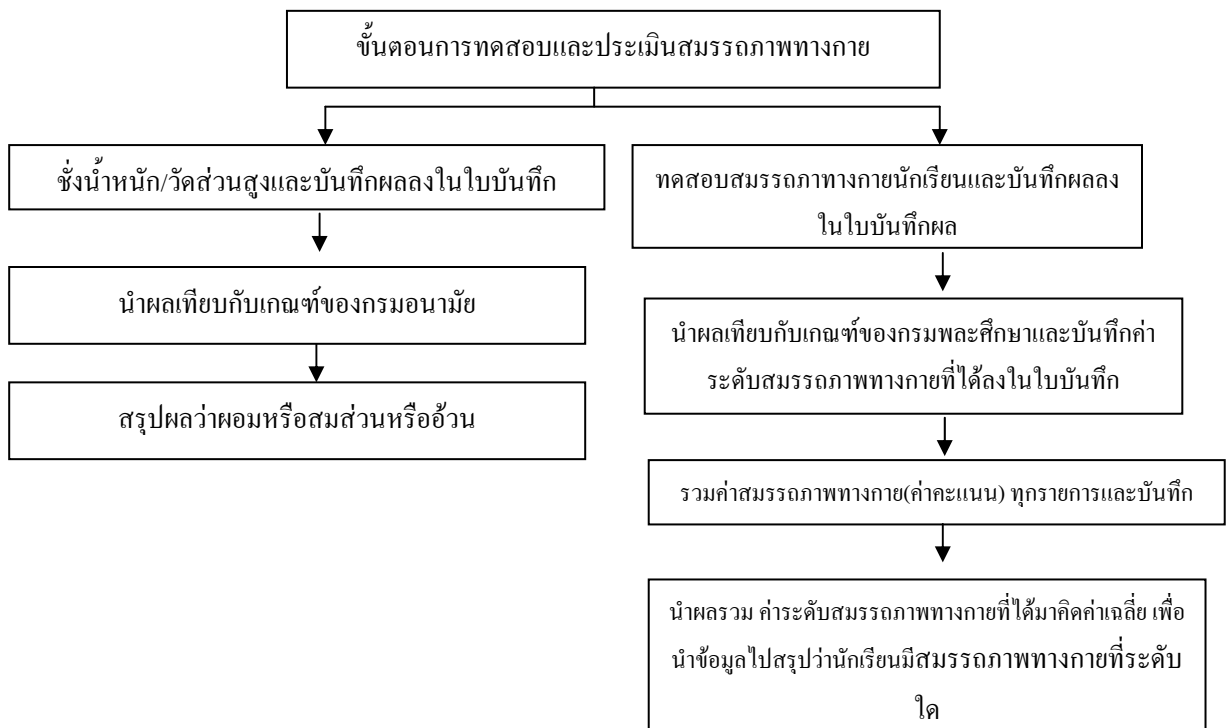 ขั้นตอนการทดสอบและประเมินสมรรถภาพทางกาย
ชั่งน้ำหนัก/วัดส่วนสูงและบันทึกผลลงในใบบันทึก
นำผลเทียบกับเกณฑ์ของกรมอนามัย
สรุปผลว่าผอมหรือสมส่วนหรืออ้วน
ทดสอบสมรรถภาทางกายนักเรียนและบันทึกผลลง
ในใบบันทึกผล
นำผลเทียบกับเกณฑ์ของกรมพละศึกษาและบันทึกค่า
ระดับสมรรถภาพทางกายที่ได้ลงในใบบันทึก
รวมค่าสมรรถภาพทางกาย(ค่าคะแนน) ทุกรายการและบันทึก
นำผลรวม ค่าระดับสมรรถภาพทางกายที่ได้มาคิดค่าเฉลี่ย เพื่อ
นำข้อมูลไปสรุปว่านักเรียนมีสมรรถภาพทางกายที่ระดับ
ใด